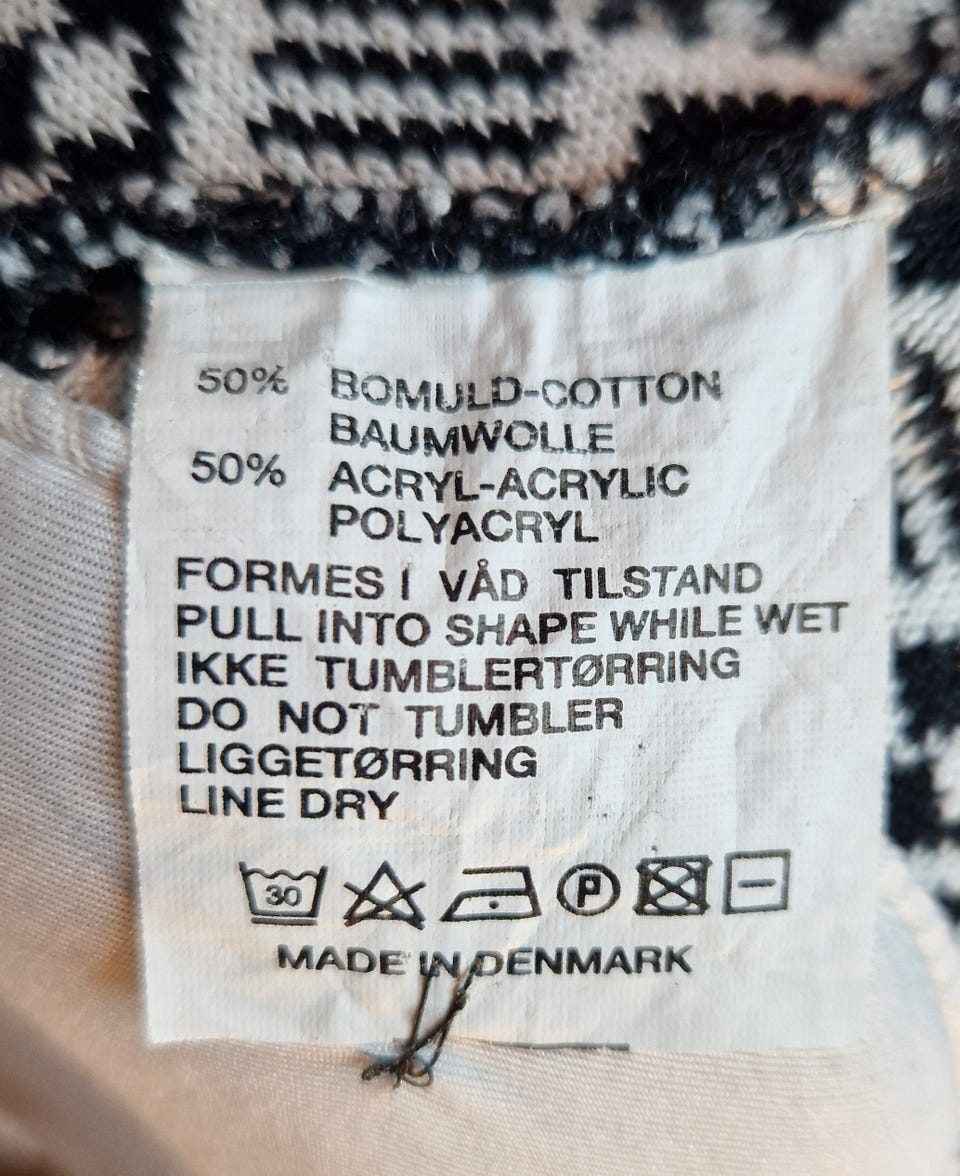 50% BOMULD-COTTON
BAUMWOLLE
50% ACRYL-ACRYLIC
POLYACRYL
FORMES I VÅD TILSTAND
PULL INTO SHAPE WHILE WET
IKKE TUMBLERTØRRING
DO NOT TUMBLER
LIGGETØRRING
LINE DRY
30 P
MADE IN DENMARK